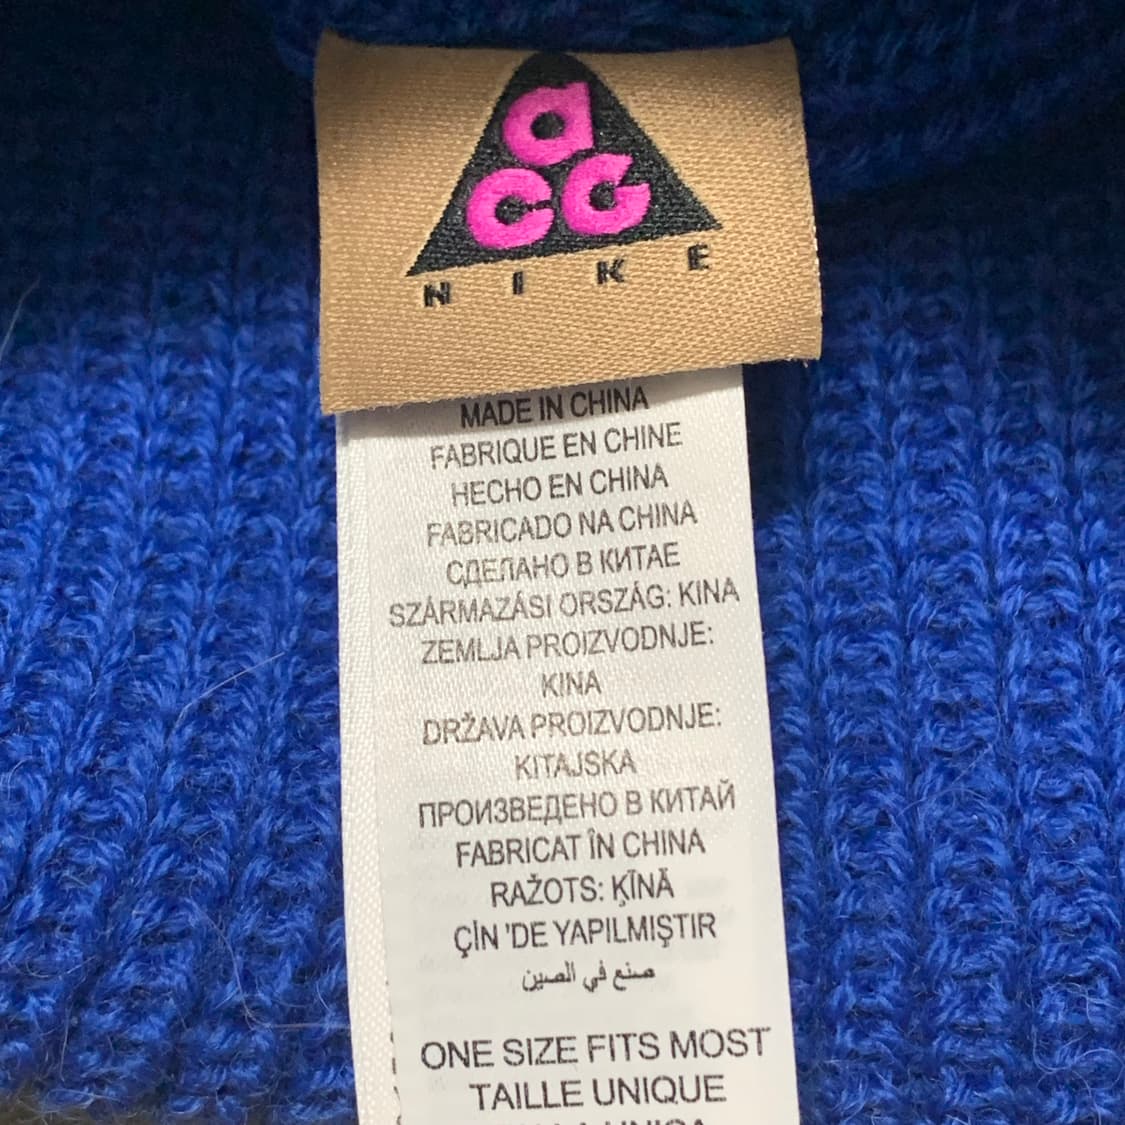 acg
NIKE
MADE IN CHINA
FABRIQUE EN CHINE
HECHO EN CHINA
FABRICADO NA CHINA
СДЕЛАНО В КИТАЕ
SZÁRMAZÁSI ORSZÁG: KINA
ZEMLJA PROIZVODNJE:
KINA
DRŽAVA PROIZVODNJE:
KITAJSKA
ПРОИЗВЕДЕНО В КИТАЙ
FABRICAT ÎN CHINA
RAŽOTS: ĶĪNĀ
ÇİN 'DE YAPILMIŞTIR
صنع في الصين
ONE SIZE FITS MOST
TAILLE UNIQUE